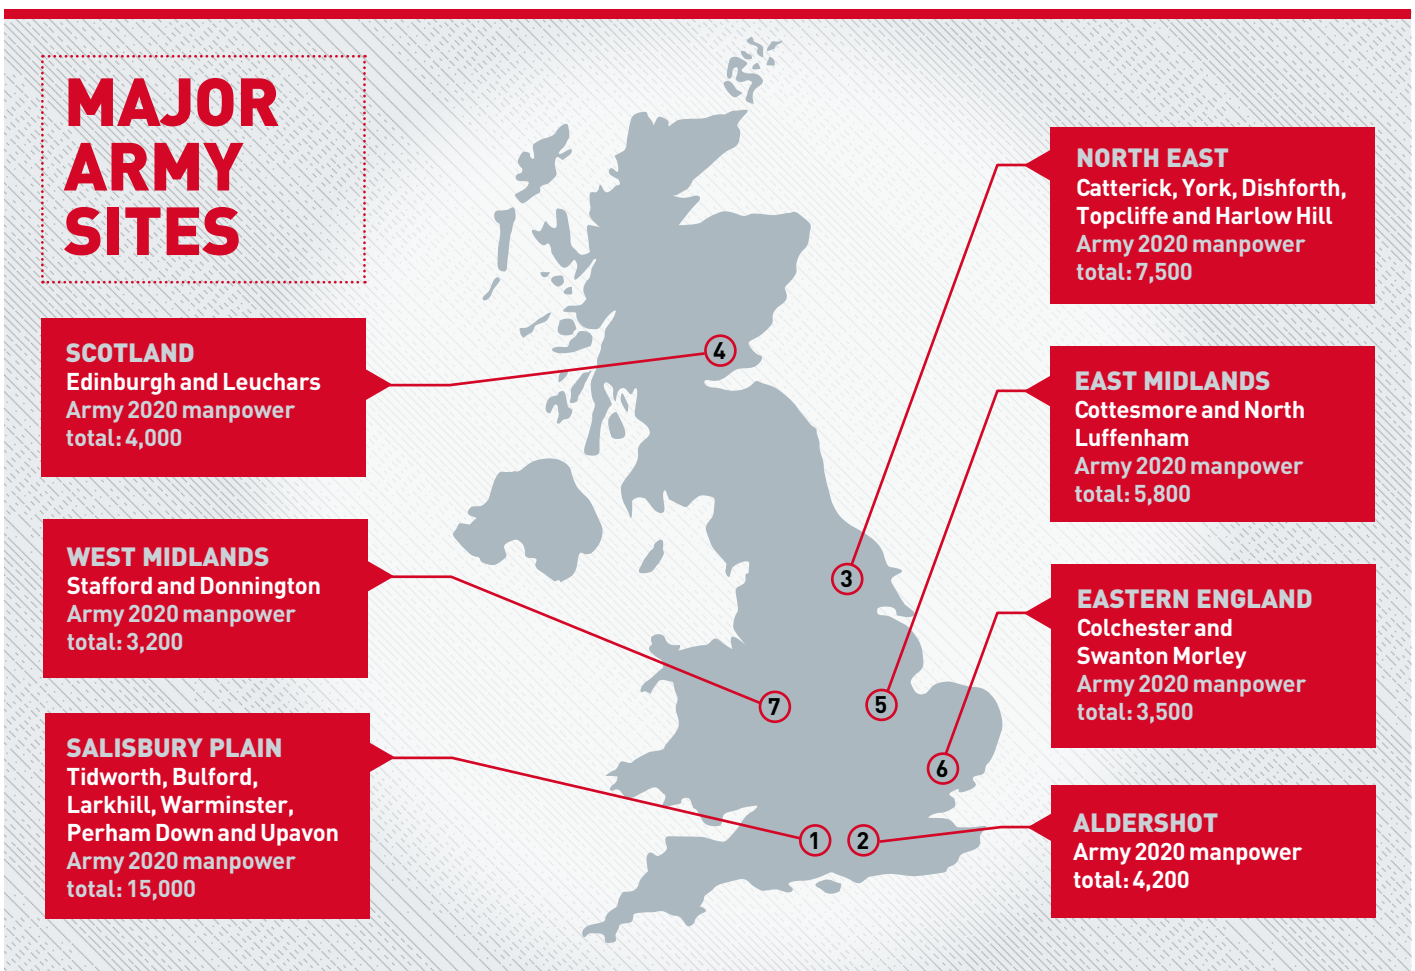 MAJOR
ARMY
SITES
SCOTLAND
Edinburgh and Leuchars
Army 2020 manpower
total: 4,000
WEST MIDLANDS
Stafford and Donnington
Army 2020 manpower
total: 3,200
SALISBURY PLAIN
Tidworth, Bulford,
Larkhill, Warminster,
Perham Down and Upavon
Army 2020 manpower
total: 15,000
4
3
7
5
6
1
2
NORTH EAST
Catterick, York, Dishforth,
Topcliffe and Harlow Hill
Army 2020 manpower
total: 7,500
EAST MIDLANDS
Cottesmore and North
Luffenham
Army 2020 manpower
total: 5,800
EASTERN ENGLAND
Colchester and
Swanton Morley
Army 2020 manpower
total: 3,500
ALDERSHOT
Army 2020 manpower
total: 4,200